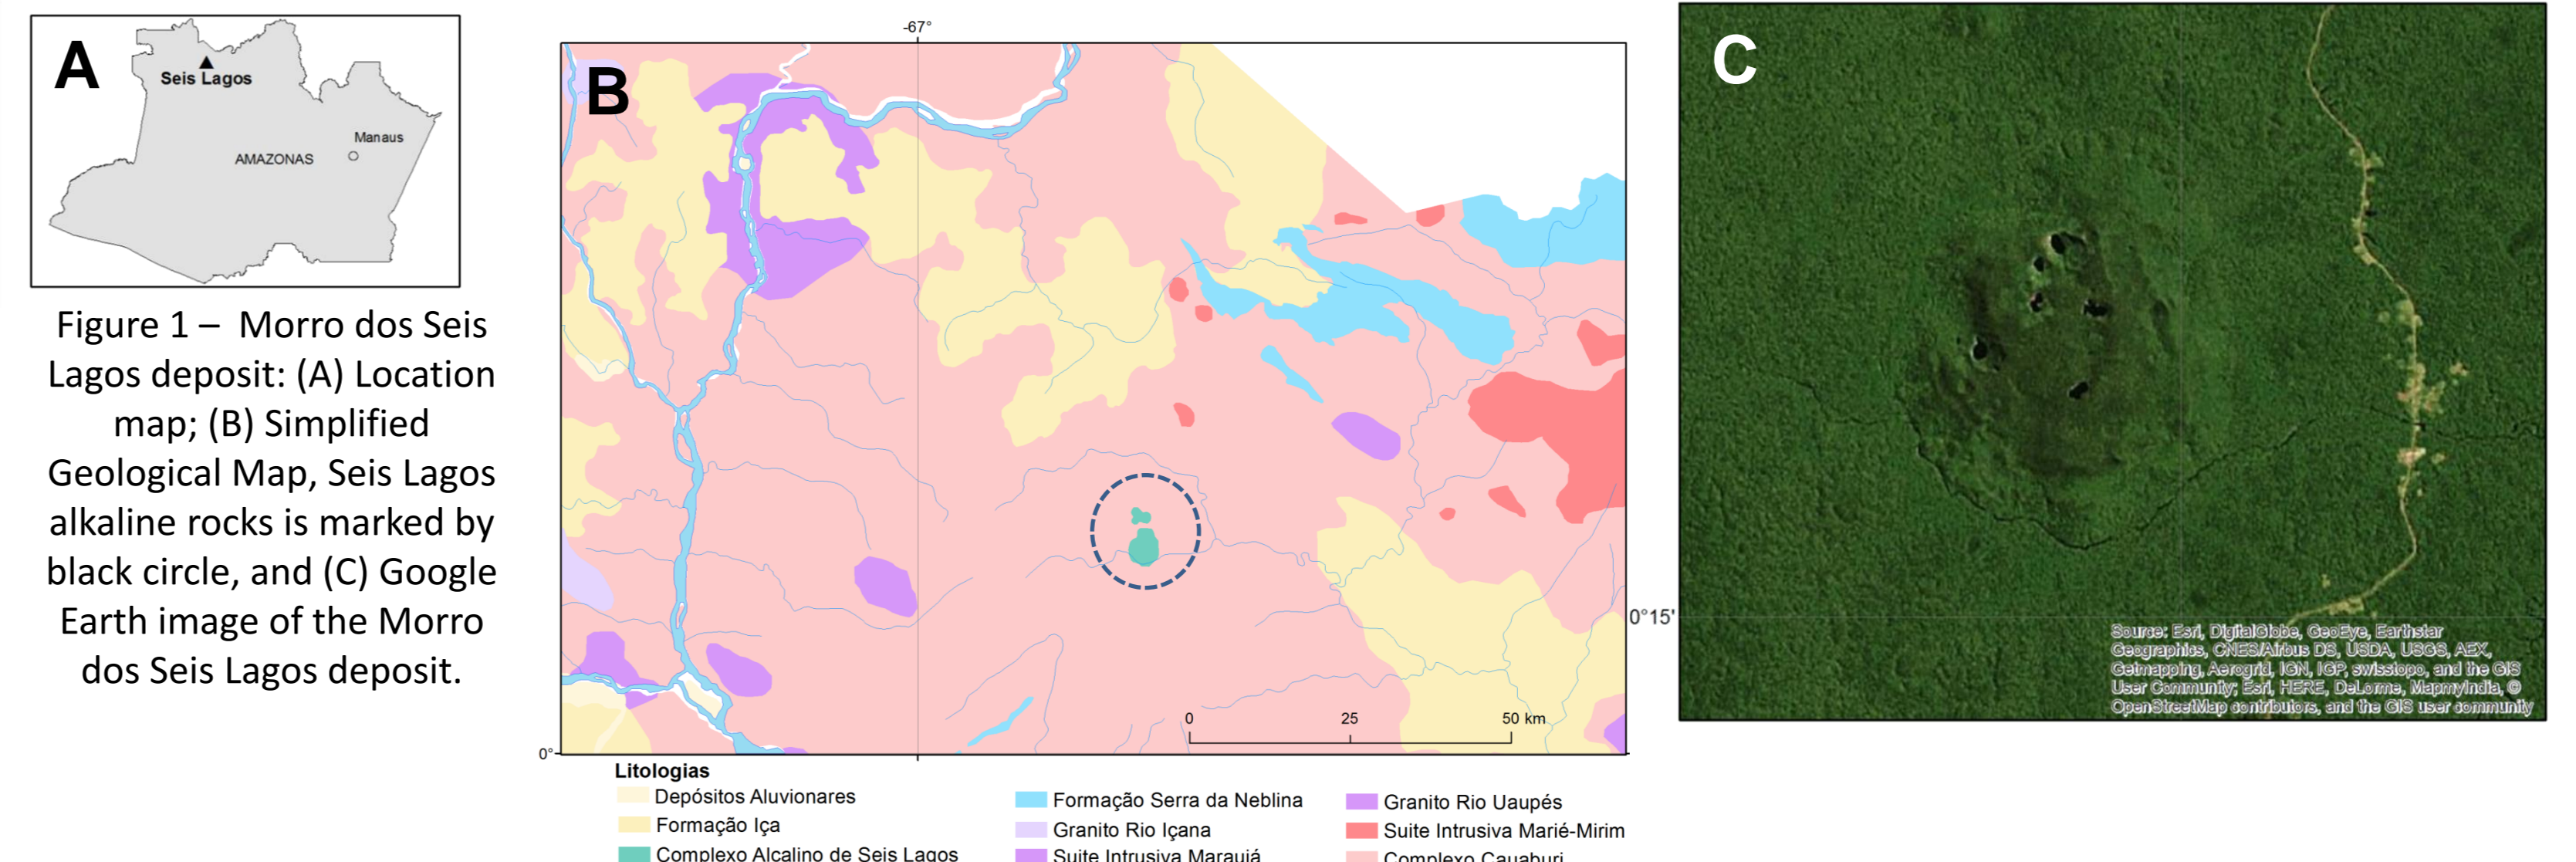 A
Seis Lagos
Manaus
AMAZONAS
Figure 1 – Morro dos Seis
Lagos deposit: (A) Location
map; (B) Simplified
Geological Map, Seis Lagos
alkaline rocks is marked by
black circle, and (C) Google
Earth image of the Morro
dos Seis Lagos deposit.
-67°
B
0°15'
0 25 50 km
0°
Litologias
Depósitos Aluvionares
Formação Iça
Complexo Alcalino de Seis Lagos
Formação Serra da Neblina
Granito Rio Içana
Suite Intrusiva Marauiá
Granito Rio Uaupés
Suite Intrusiva Marié-Mirim
Complexo Cauaburi
C
Source: Esri, DigitalGlobe, GeoEye, Earthstar
Geographics, CNES/Airbus DS, USDA, USGS, AEX,
Getmapping, Aerogrid, IGN, IGP, swisstopo, and the GIS
User Community; Esri, HERE, DeLorme, MapmyIndia, ©
OpenStreetMap contributors, and the GIS user community